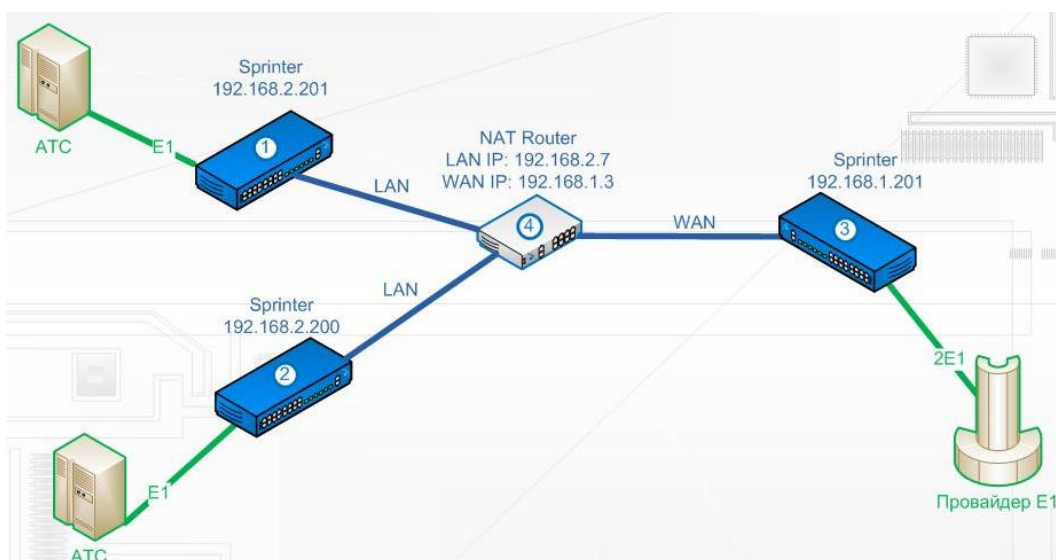 Sprinter
192.168.2.201
1
АТС
E1
LAN
NAT Router
LAN IP: 192.168.2.7
WAN IP: 192.168.1.3
4
WAN
Sprinter
192.168.1.201
3
LAN
Sprinter
192.168.2.200
2
2E1
E1
Провайдер E1
АТС